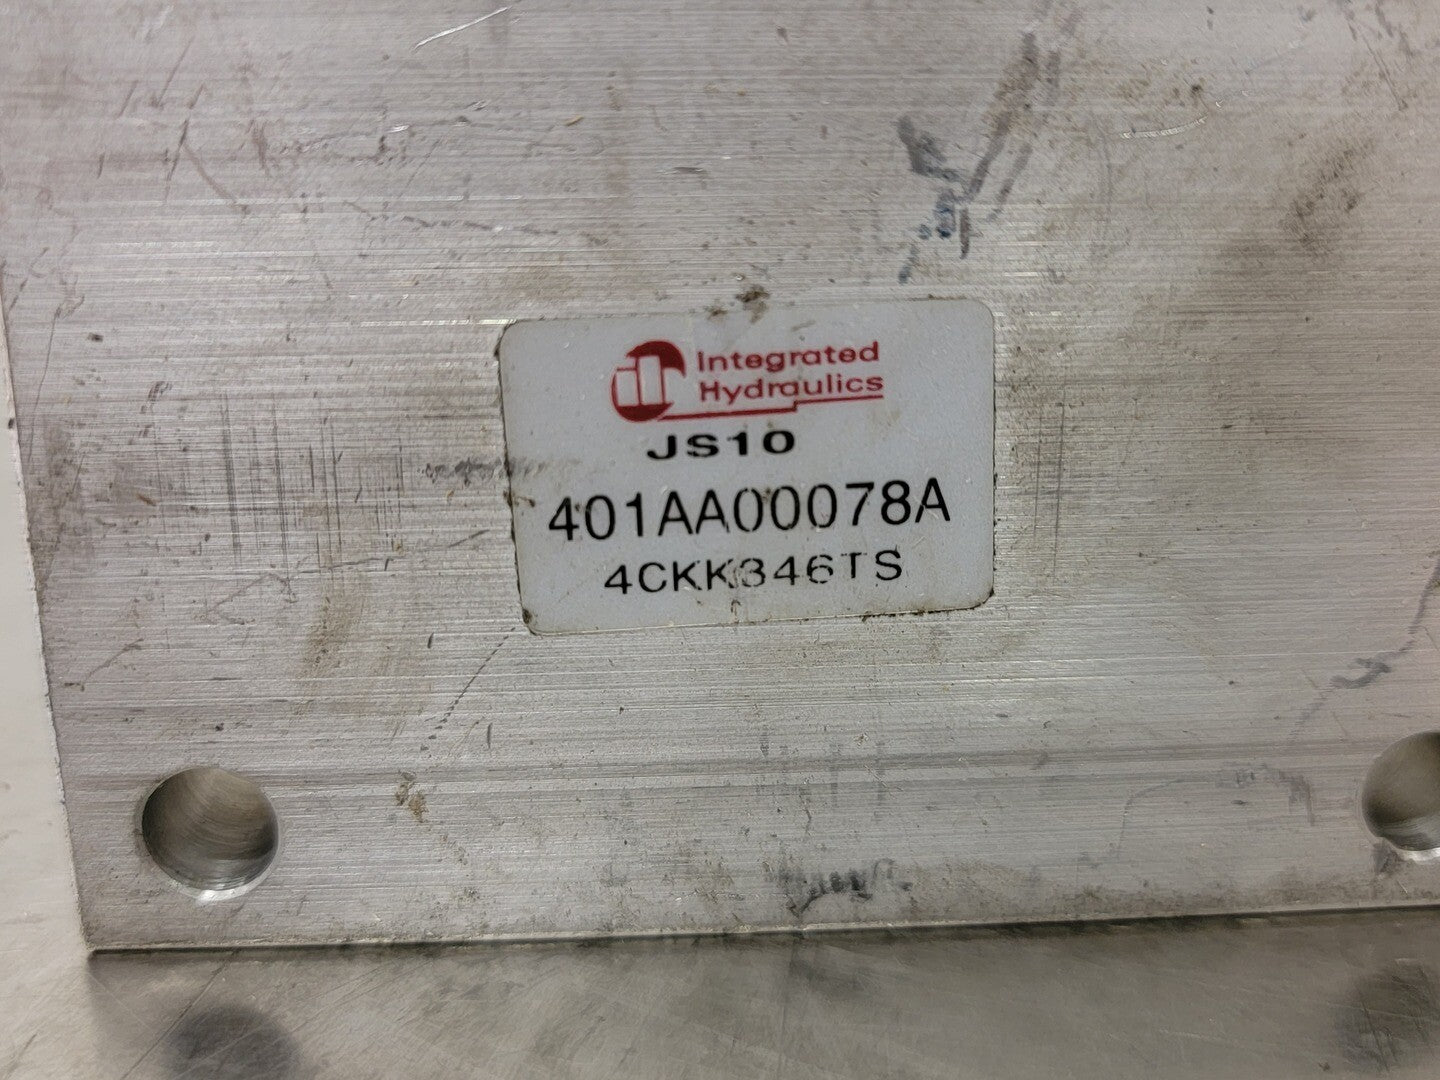 Integrated
Hydraulics
JS10
401AA00078A
4CKK346TS